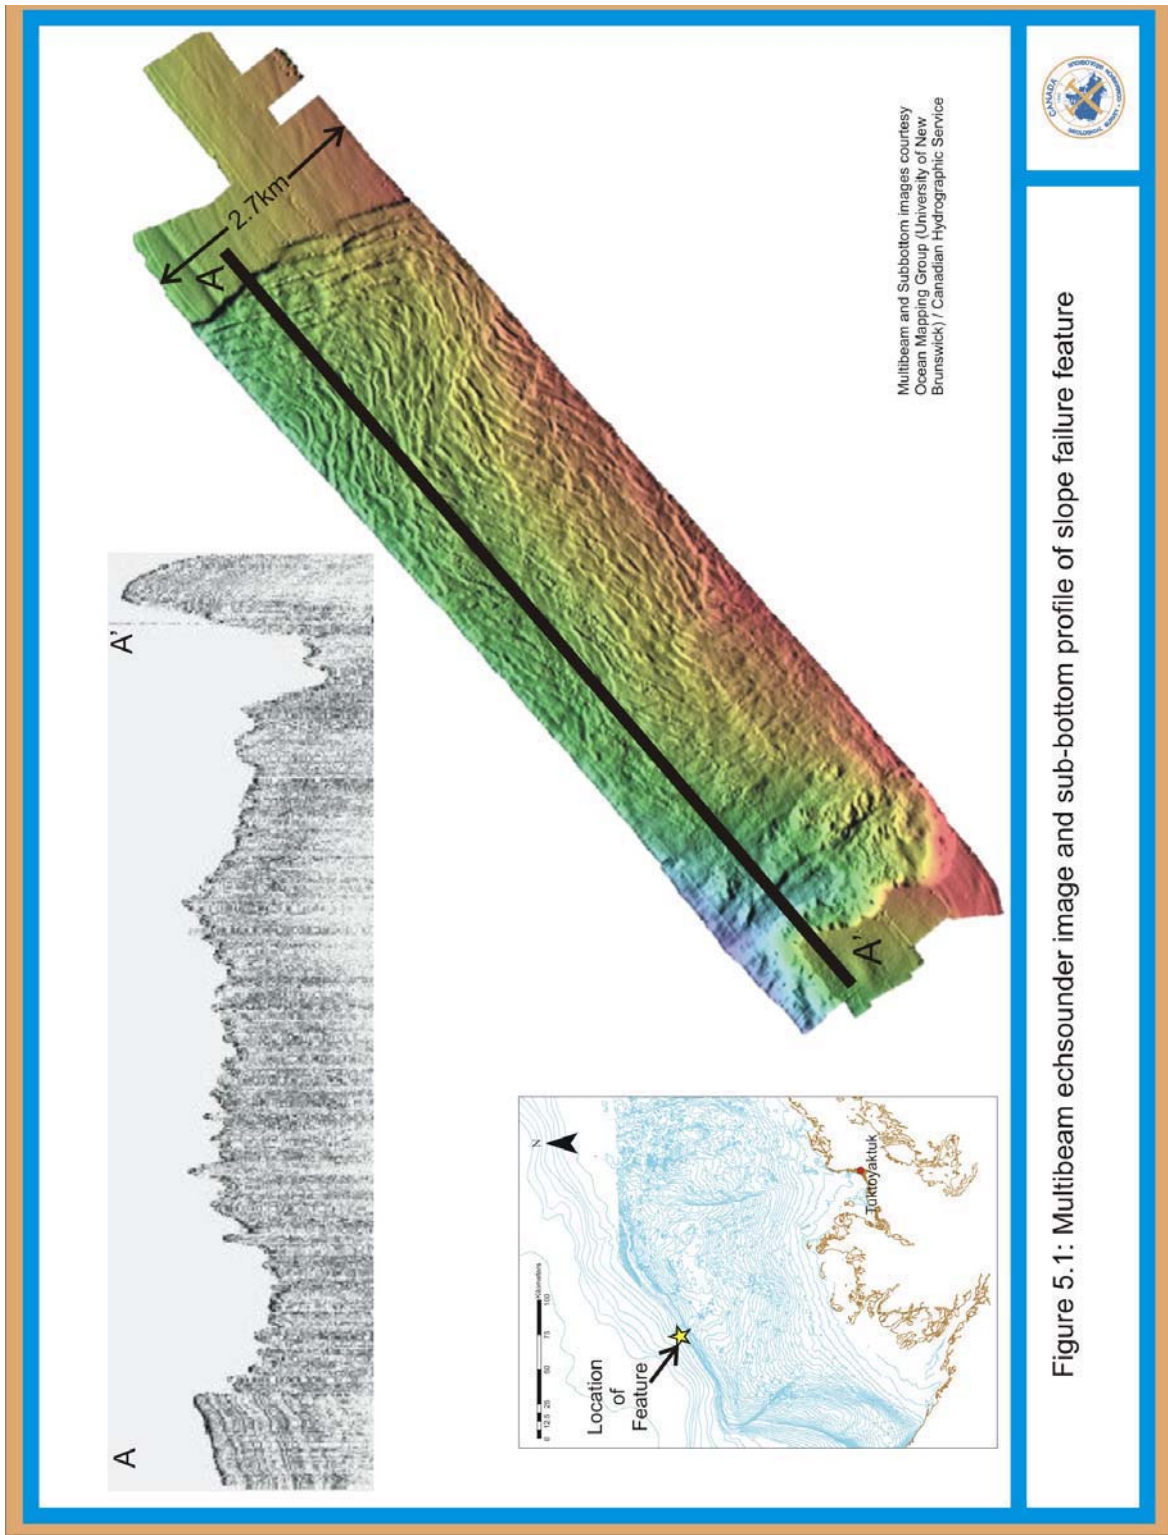 A
A'
2.7km
A
A'
Multibeam and Subbottom images courtesy
Ocean Mapping Group (University of New
Brunswick) / Canadian Hydrographic Service
N
0 12.5 25 50 75 100
Kilometers
Location
of
Feature
Tuktoyaktuk
CANADA
Figure 5.1: Multibeam echsounder image and sub-bottom profile of slope failure feature